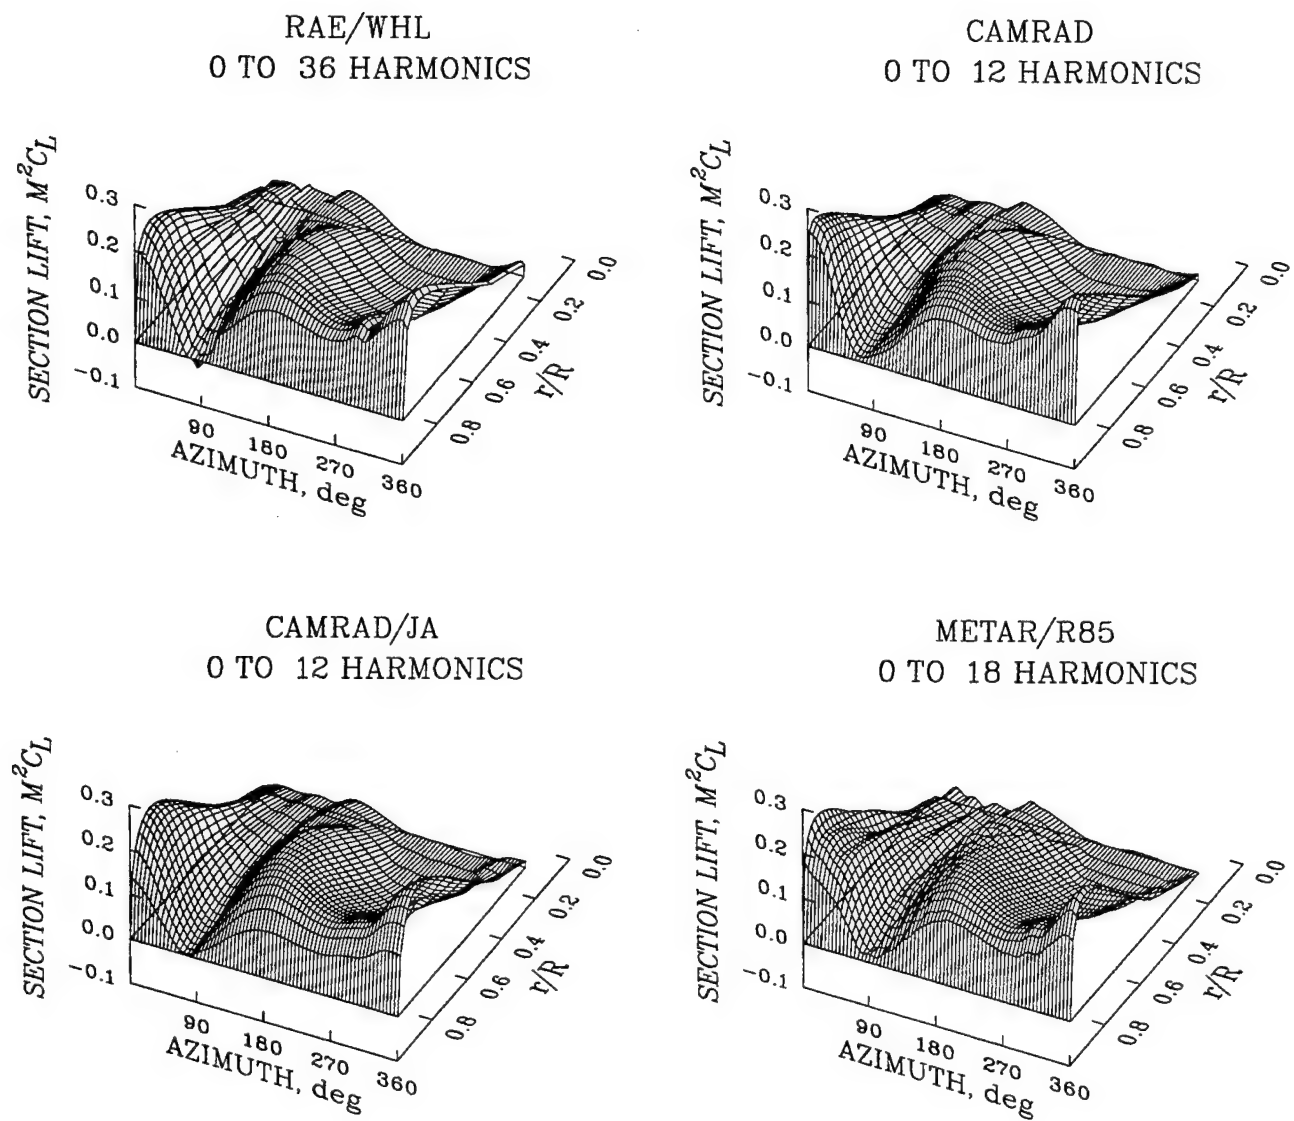 RAE/WHL
0 TO 36 HARMONICS
SECTION LIFT, M²C_L
0.3
0.2
0.1
0.0
−0.1
90
180
270
360
AZIMUTH, deg
0.8
0.6
0.4
0.2
0.0
r/R
CAMRAD
0 TO 12 HARMONICS
SECTION LIFT, M²C_L
0.3
0.2
0.1
0.0
−0.1
90
180
270
360
AZIMUTH, deg
0.8
0.6
0.4
0.2
0.0
r/R
CAMRAD/JA
0 TO 12 HARMONICS
SECTION LIFT, M²C_L
0.3
0.2
0.1
0.0
−0.1
90
180
270
360
AZIMUTH, deg
0.8
0.6
0.4
0.2
0.0
r/R
METAR/R85
0 TO 18 HARMONICS
SECTION LIFT, M²C_L
0.3
0.2
0.1
0.0
−0.1
90
180
270
360
AZIMUTH, deg
0.8
0.6
0.4
0.2
0.0
r/R